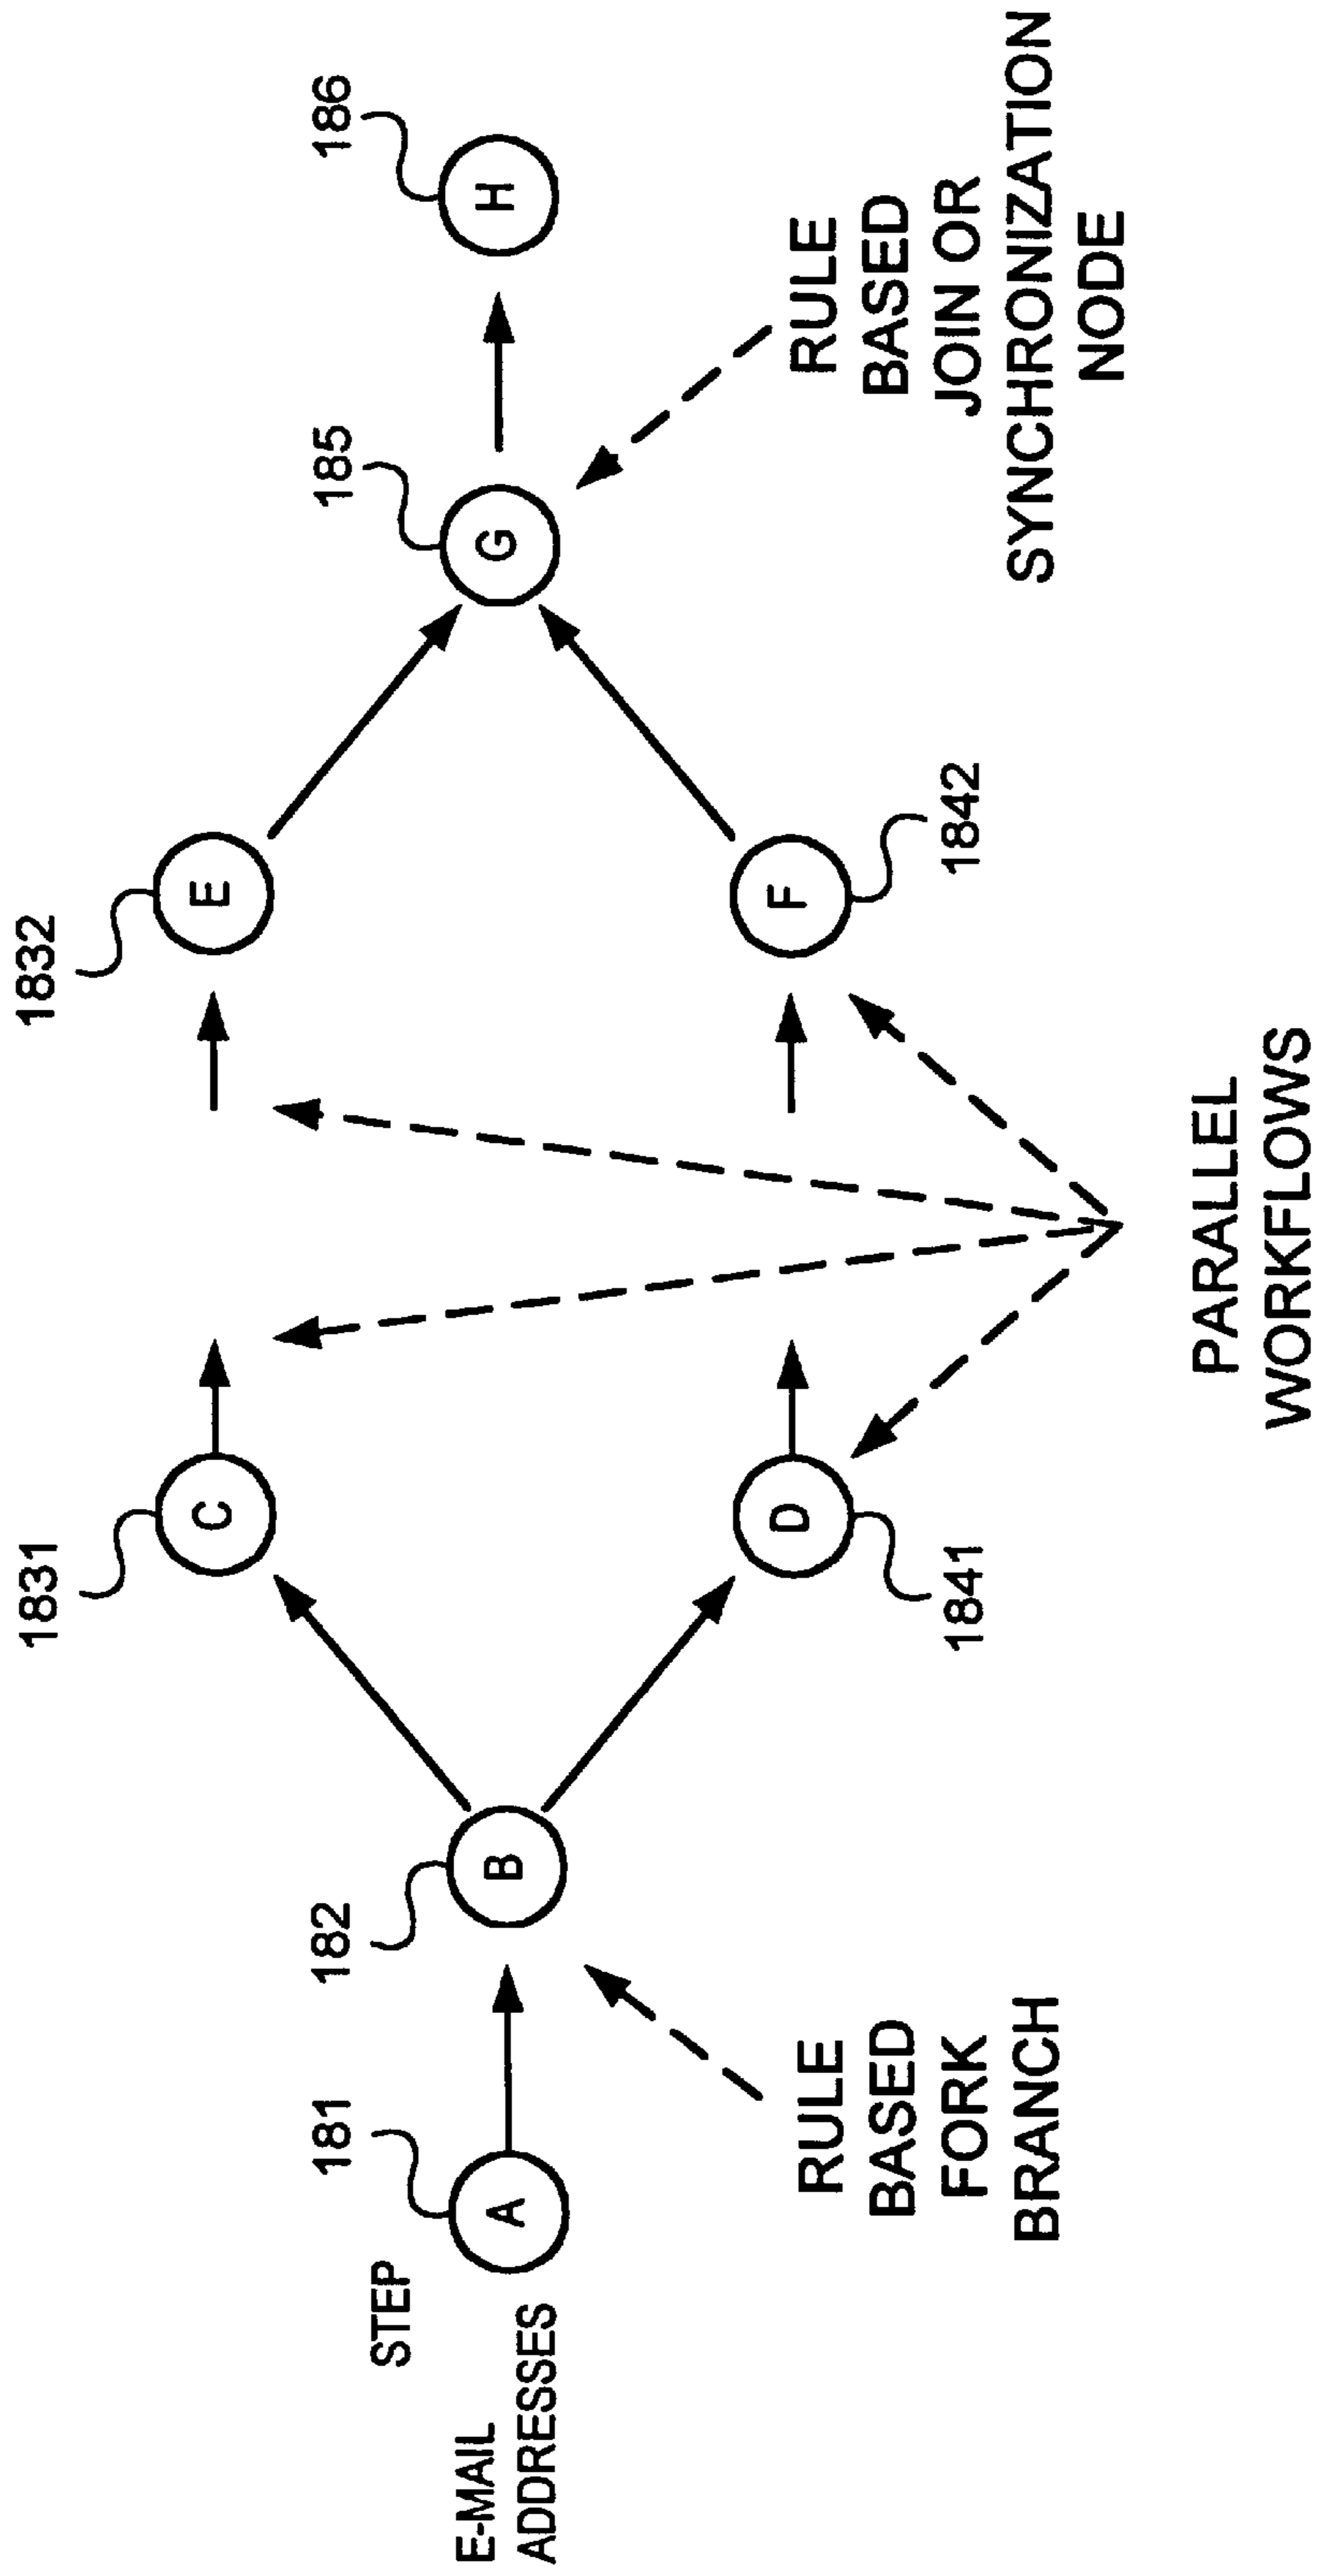 STEP
181
A
E-MAIL
ADDRESSES
182
B
RULE
BASED
FORK
BRANCH
1831
C
D
1841
PARALLEL
WORKFLOWS
1832
E
F
1842
185
G
186
H
RULE
BASED
JOIN OR
SYNCHRONIZATION
NODE